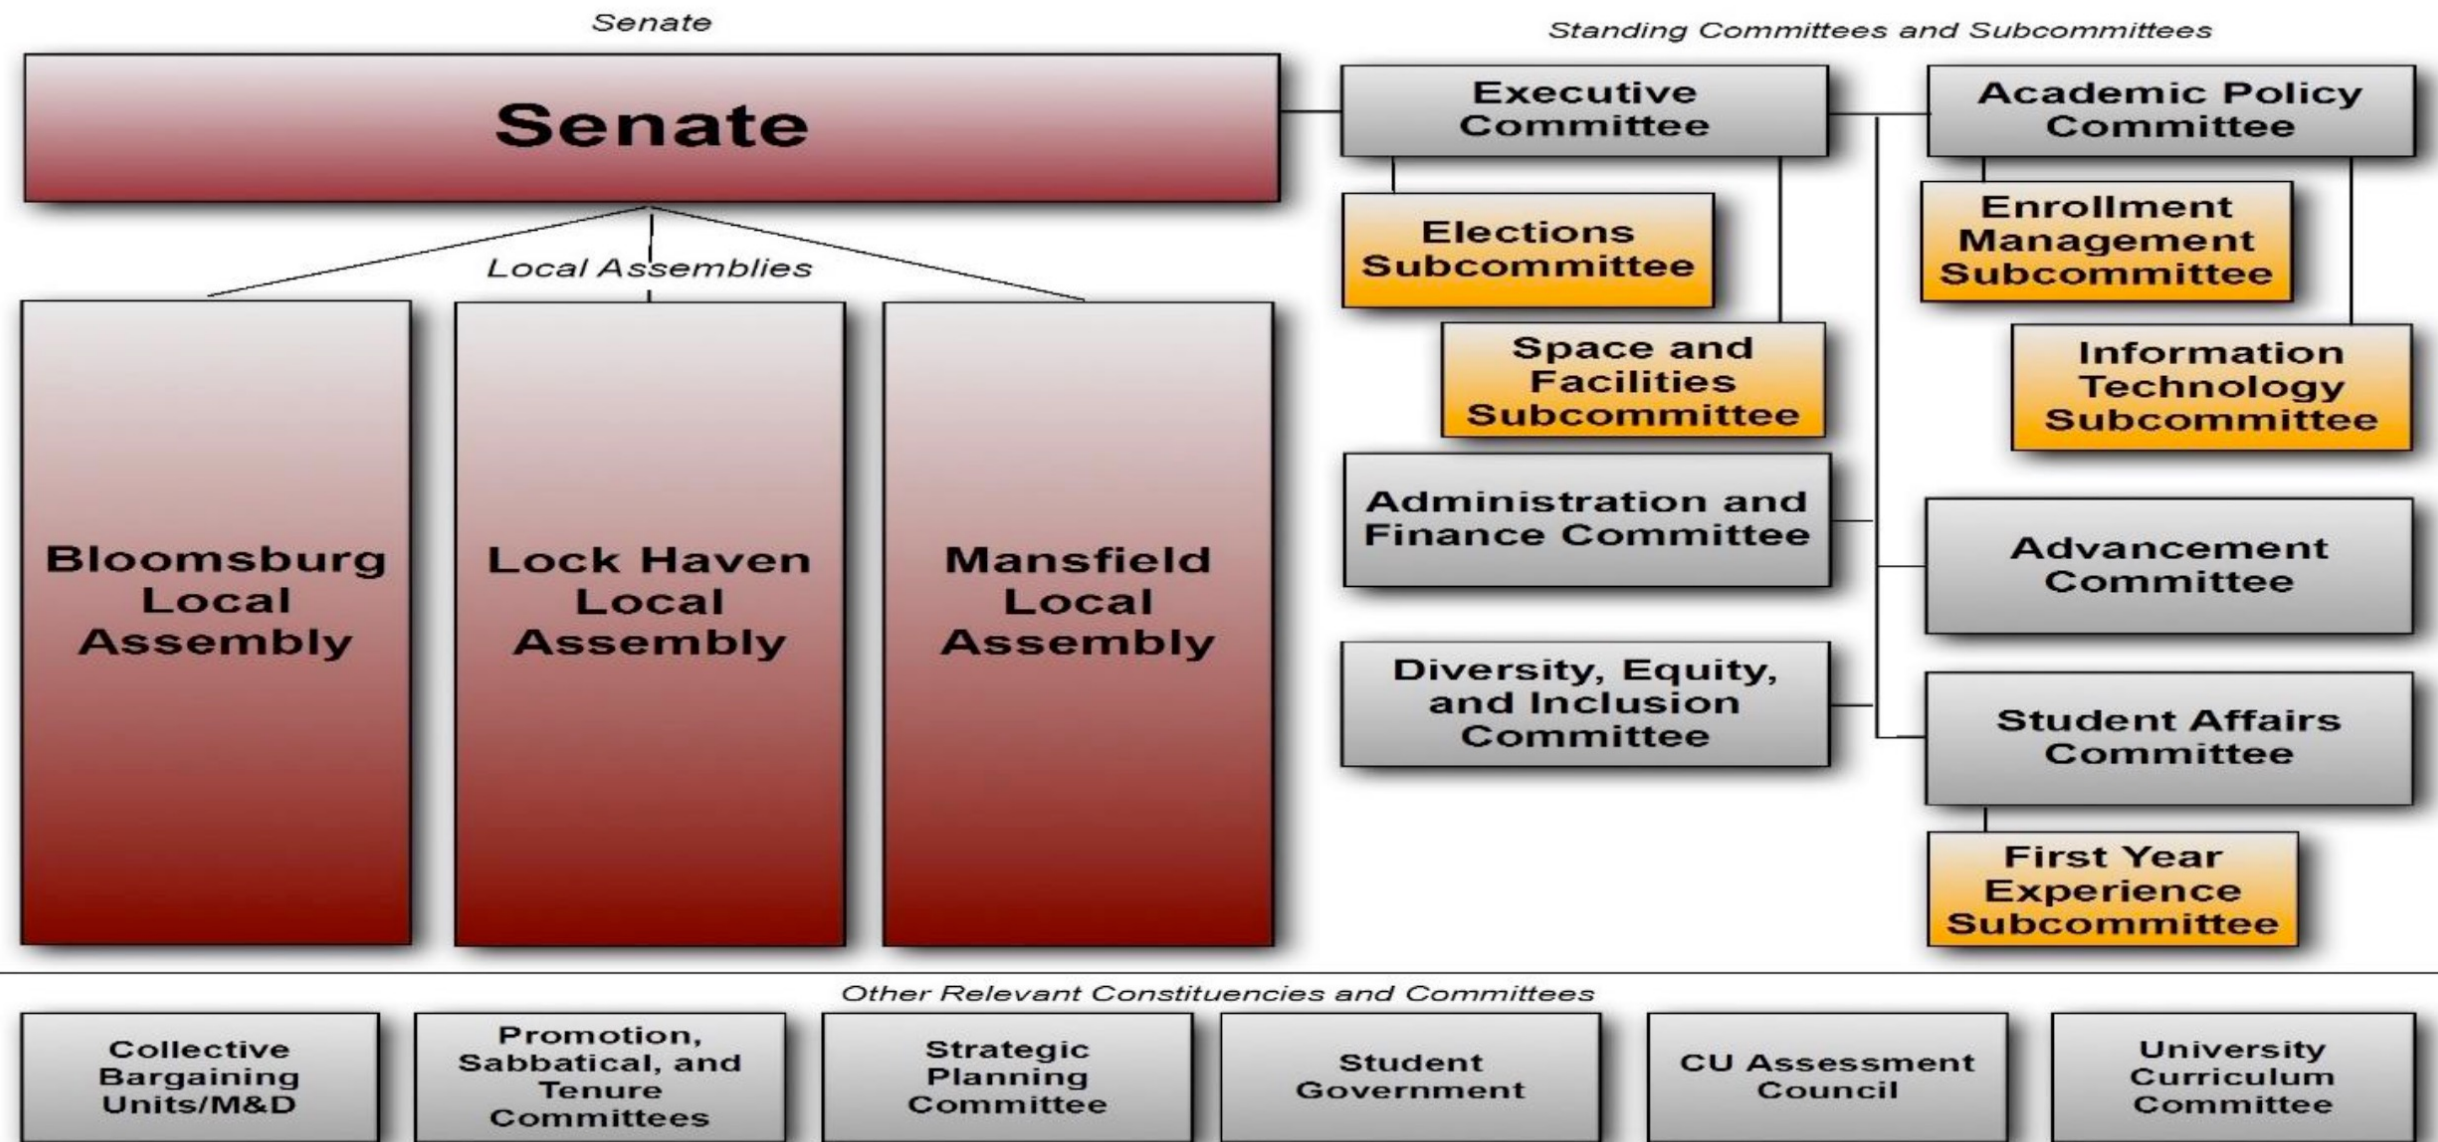 Senate
Senate
Local Assemblies
Bloomsburg
Local
Assembly
Lock Haven
Local
Assembly
Mansfield
Local
Assembly
Standing Committees and Subcommittees
Executive
Committee
Elections
Subcommittee
Space and
Facilities
Subcommittee
Administration and
Finance Committee
Diversity, Equity,
and Inclusion
Committee
Academic Policy
Committee
Enrollment
Management
Subcommittee
Information
Technology
Subcommittee
Advancement
Committee
Student Affairs
Committee
First Year
Experience
Subcommittee
Other Relevant Constituencies and Committees
Collective
Bargaining
Units/M&D
Promotion,
Sabbatical, and
Tenure
Committees
Strategic
Planning
Committee
Student
Government
CU Assessment
Council
University
Curriculum
Committee